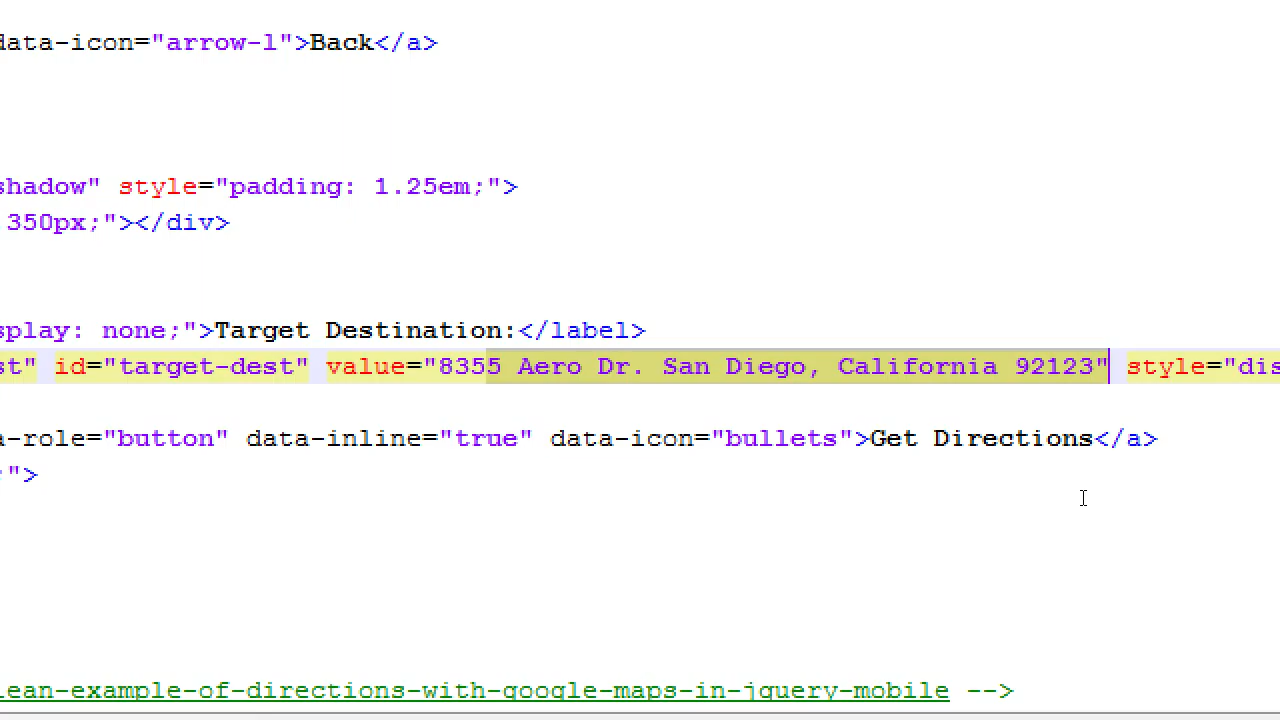 data-icon="arrow-l">Back</a>
shadow" style="padding: 1.25em;">
350px;"></div>
splay: none;">Target Destination:</label>
st" id="target-dest" value="8355 Aero Dr. San Diego, California 92123" style="dis
a-role="button" data-inline="true" data-icon="bullets">Get Directions</a>
">
lean-example-of-directions-with-google-maps-in-jquery-mobile -->